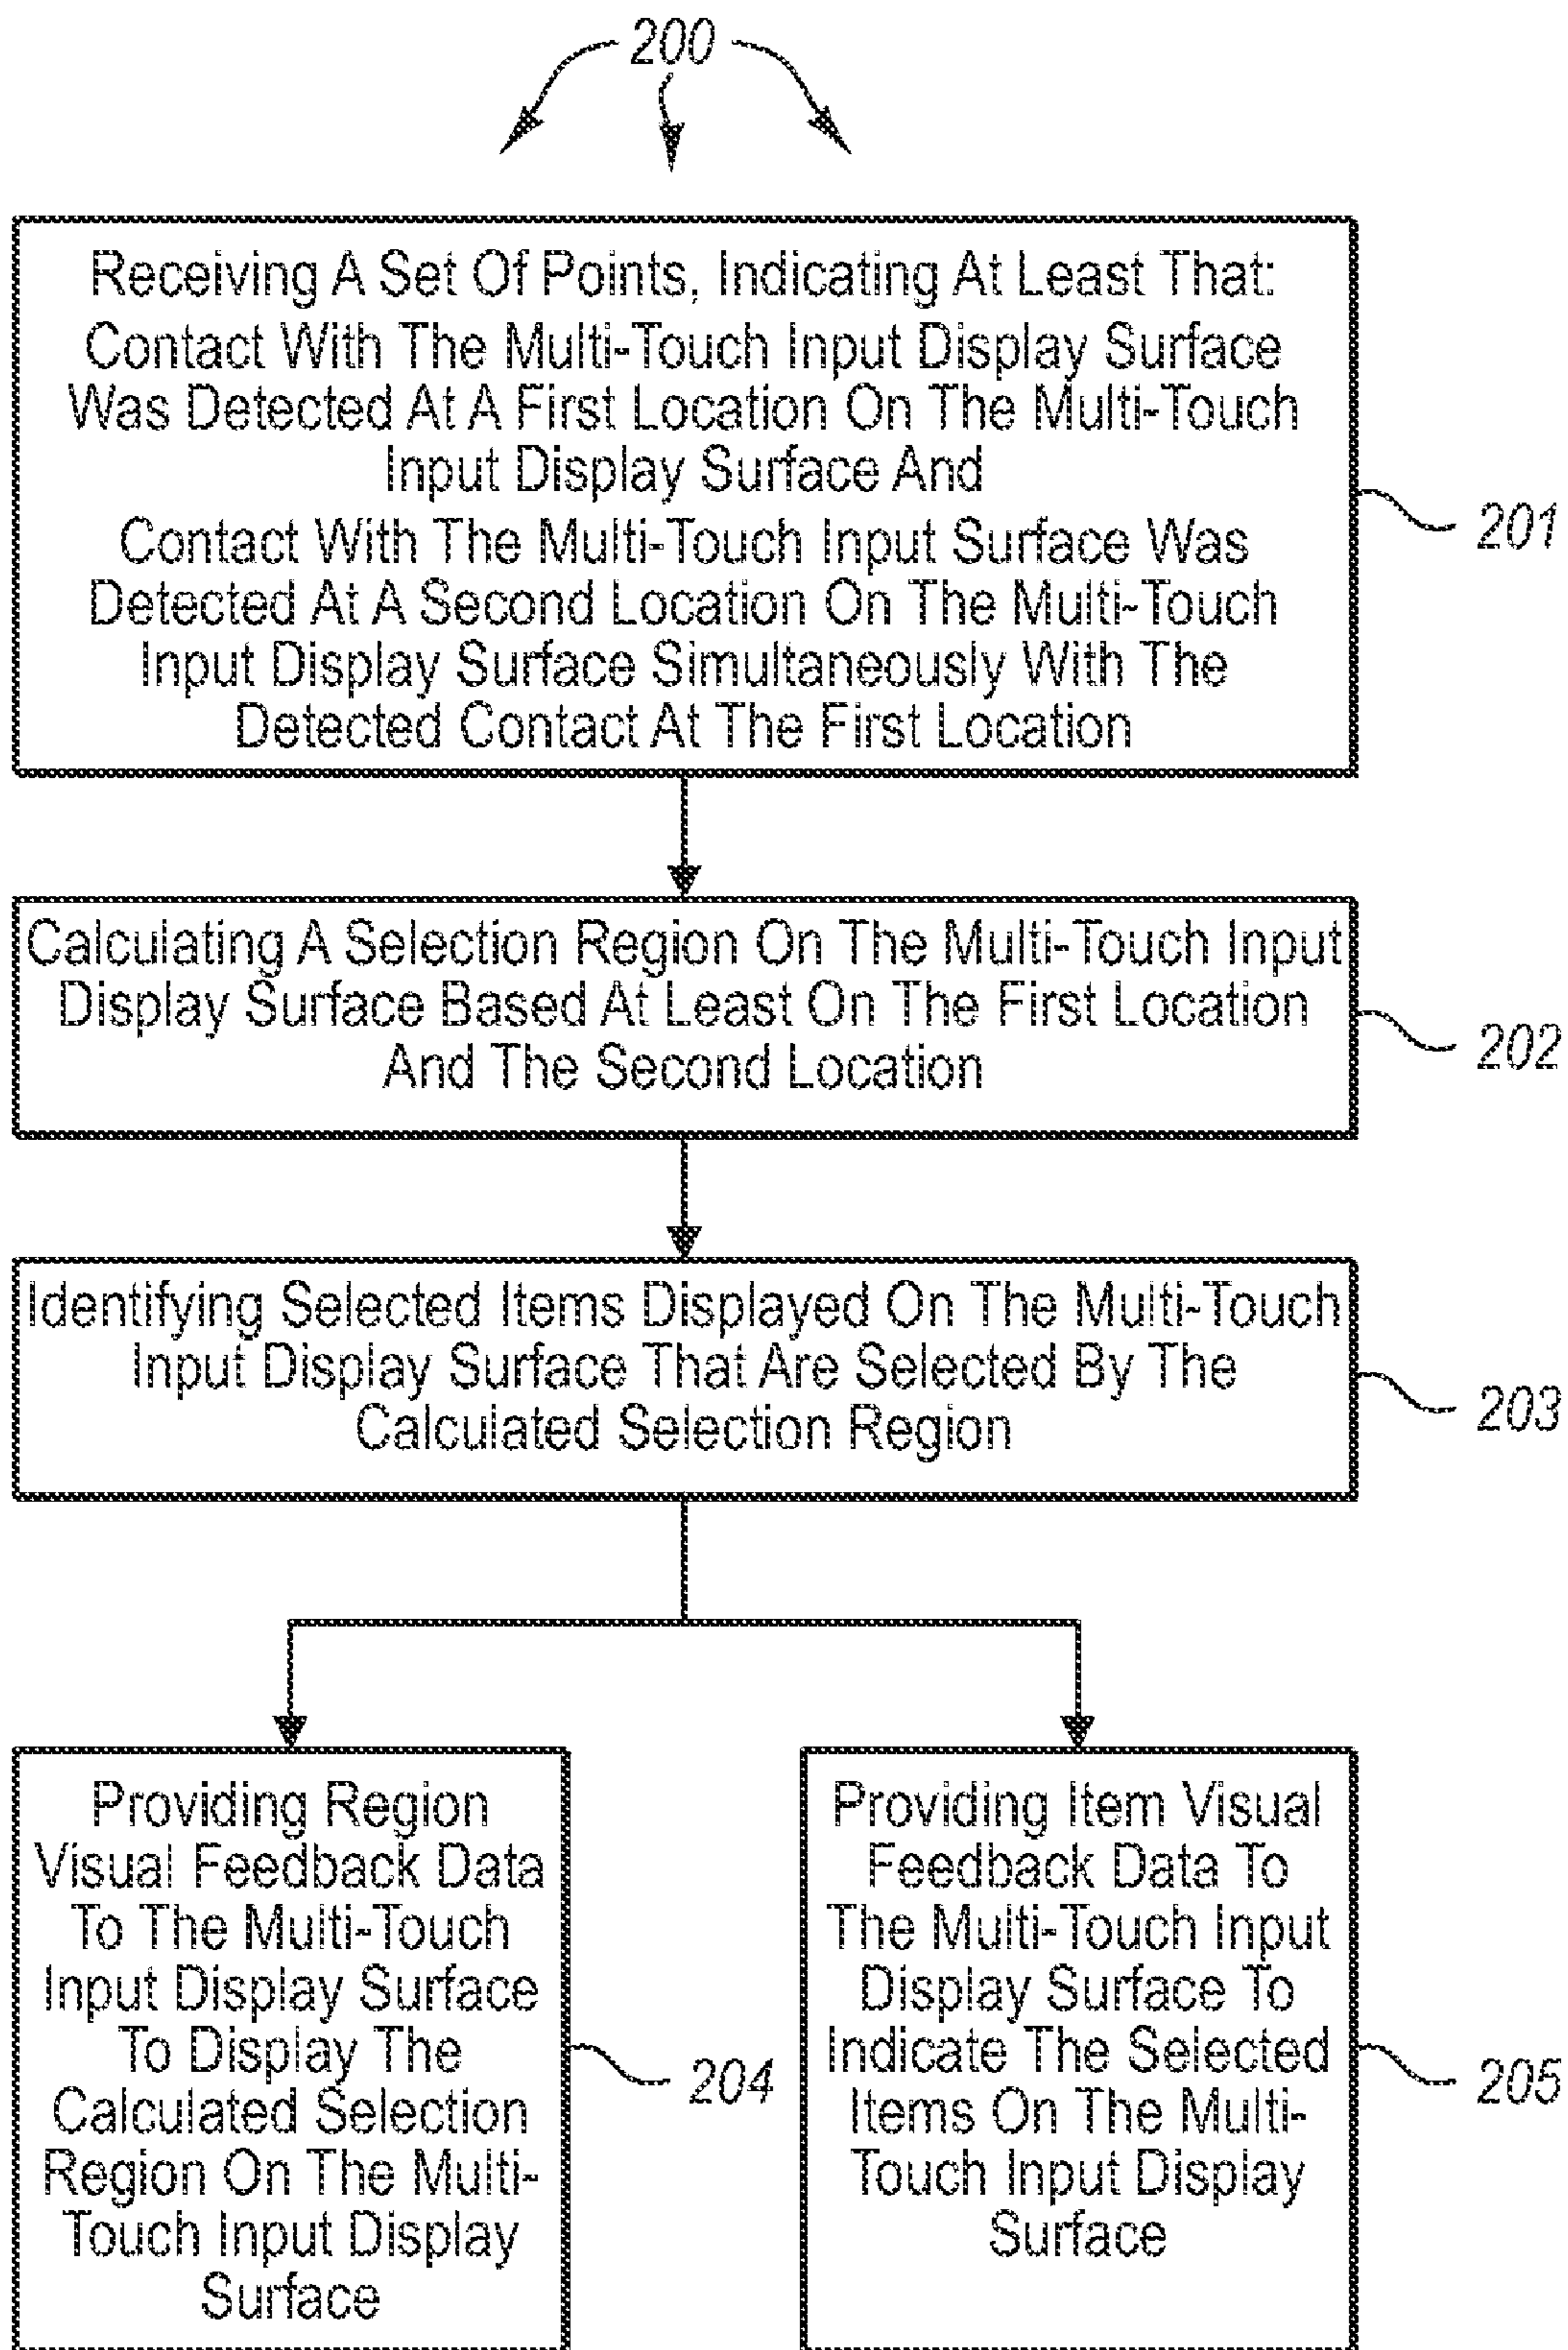 200
Receiving A Set Of Points, Indicating At Least That:
Contact With The Multi-Touch Input Display Surface
Was Detected At A First Location On The Multi-Touch
Input Display Surface And
Contact With The Multi-Touch Input Surface Was
Detected At A Second Location On The Multi-Touch
Input Display Surface Simultaneously With The
Detected Contact At The First Location
201
Calculating A Selection Region On The Multi-Touch Input
Display Surface Based At Least On The First Location
And The Second Location
202
Identifying Selected Items Displayed On The Multi-Touch
Input Display Surface That Are Selected By The
Calculated Selection Region
203
Providing Region
Visual Feedback Data
To The Multi-Touch
Input Display Surface
To Display The
Calculated Selection
Region On The Multi-
Touch Input Display
Surface
204
Providing Item Visual
Feedback Data To
The Multi-Touch Input
Display Surface To
Indicate The Selected
Items On The Multi-
Touch Input Display
Surface
205